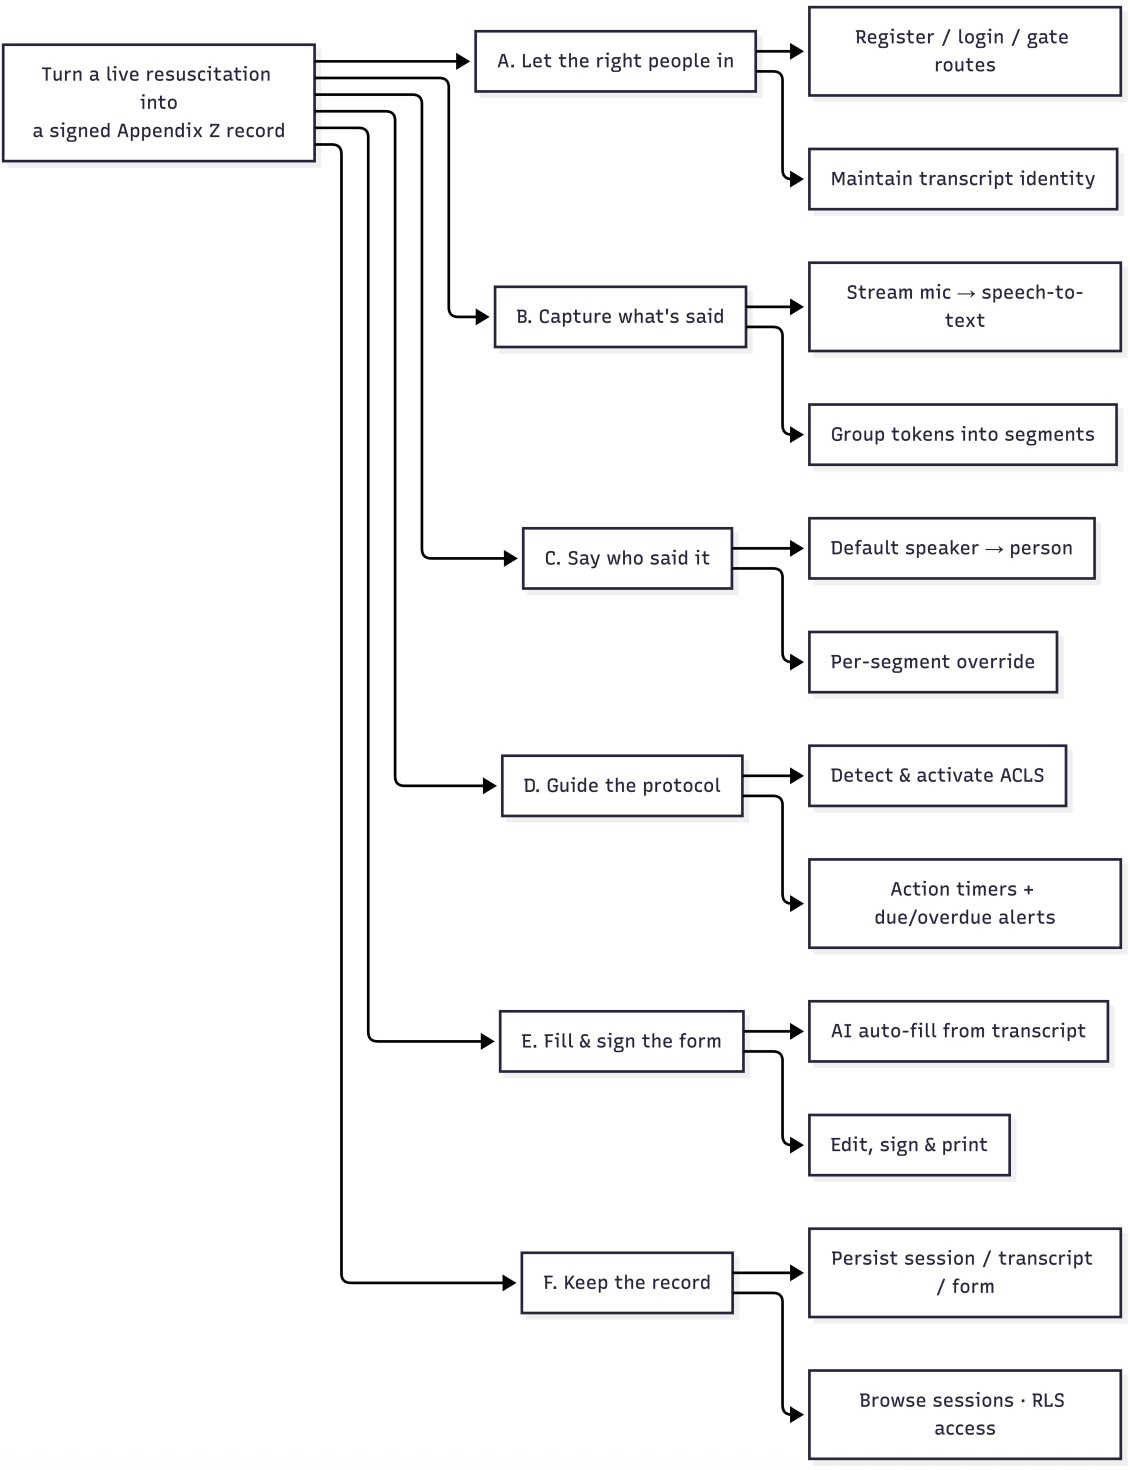 Turn a live resuscitation
into
a signed Appendix Z record
A. Let the right people in
Register / login / gate
routes
Maintain transcript identity
B. Capture what's said
Stream mic → speech-to-
text
Group tokens into segments
C. Say who said it
Default speaker → person
Per-segment override
D. Guide the protocol
Detect & activate ACLS
Action timers +
due/overdue alerts
E. Fill & sign the form
AI auto-fill from transcript
Edit, sign & print
F. Keep the record
Persist session / transcript
/ form
Browse sessions · RLS
access